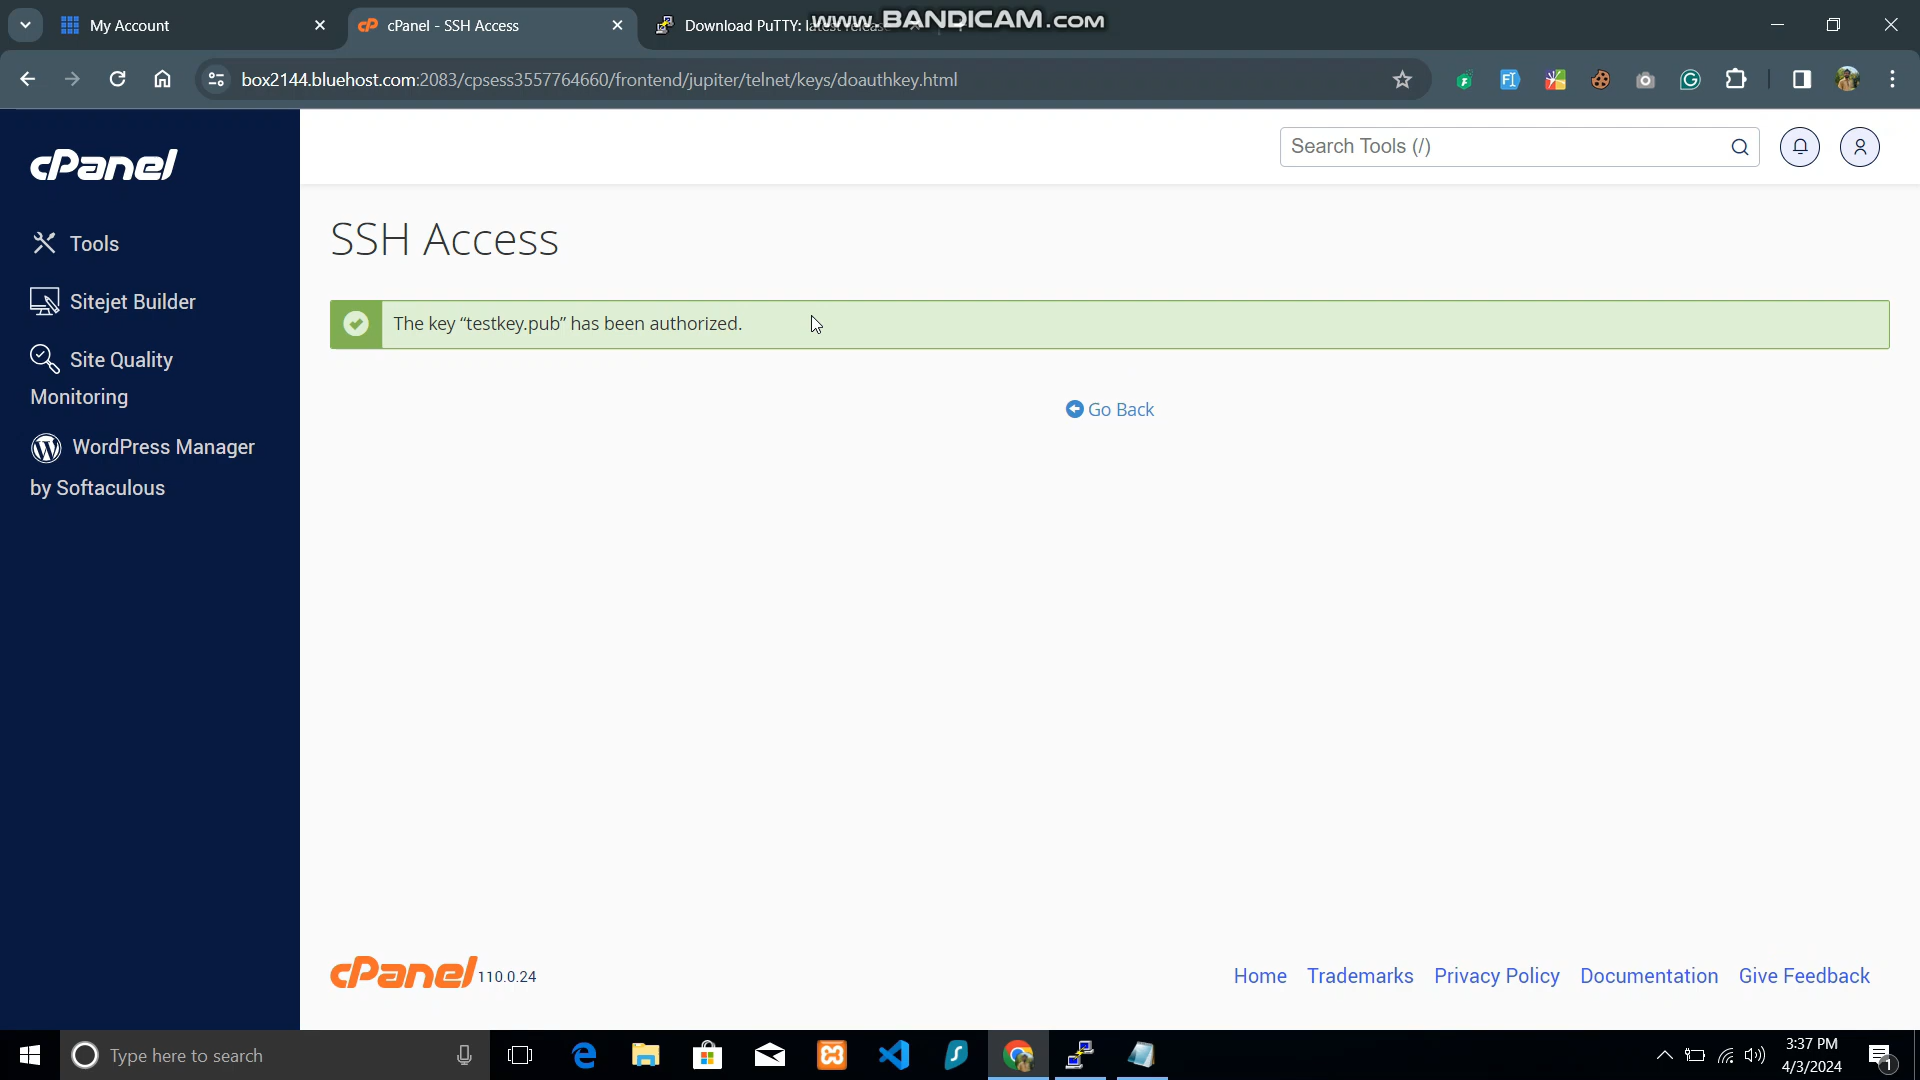 My Account
cPanel - SSH Access
Download PuTTY: latest release
www.BANDICAM.com
box2144.bluehost.com:2083/cpsess3557764660/frontend/jupiter/telnet/keys/doauthkey.html
cPanel
Search Tools (/)
Tools
Sitejet Builder
Site Quality
Monitoring
WordPress Manager
by Softaculous
SSH Access
The key “testkey.pub” has been authorized.
Go Back
cPanel 110.0.24
Home Trademarks Privacy Policy Documentation Give Feedback
Type here to search
3:37 PM
4/3/2024
1